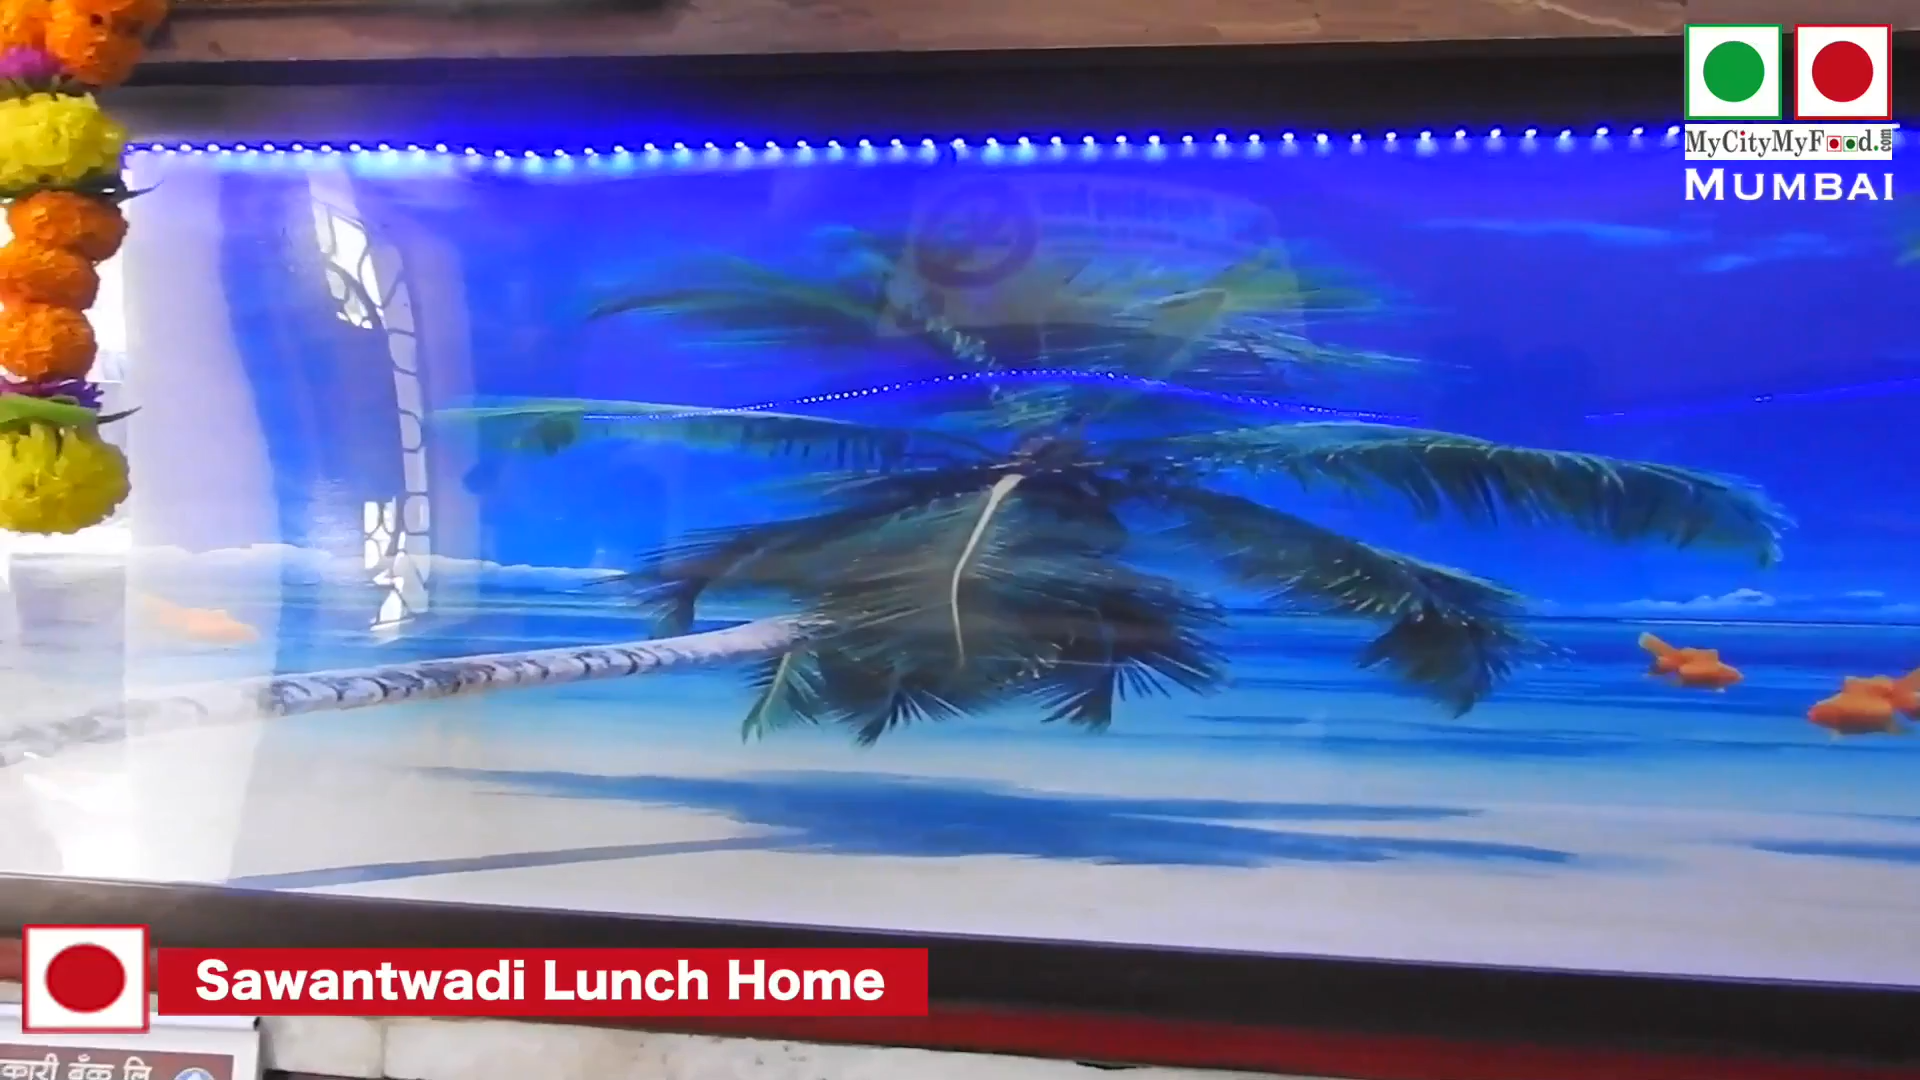 MyCityMyFood.com
MUMBAI
Sawantwadi Lunch Home
कारी बँक लि